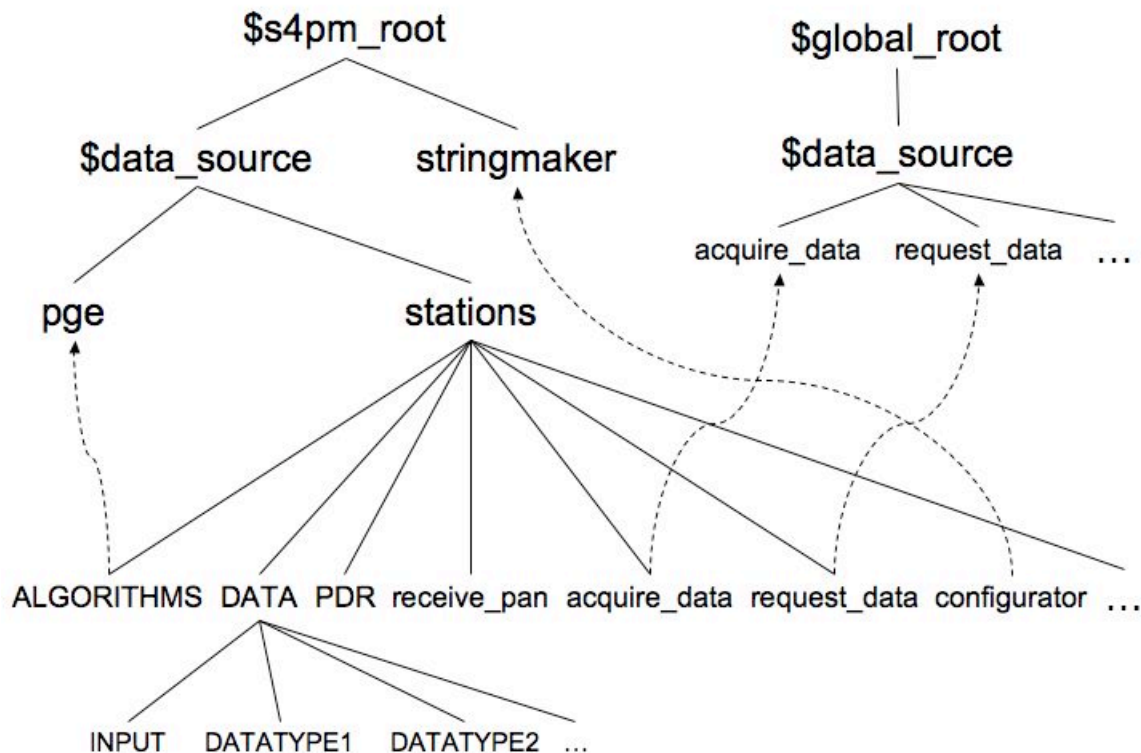 $s4pm_root
$global_root
$data_source
stringmaker
$data_source
acquire_data
request_data
...
pge
stations
ALGORITHMS
DATA
PDR
receive_pan
acquire_data
request_data
configurator
...
INPUT
DATATYPE1
DATATYPE2
...